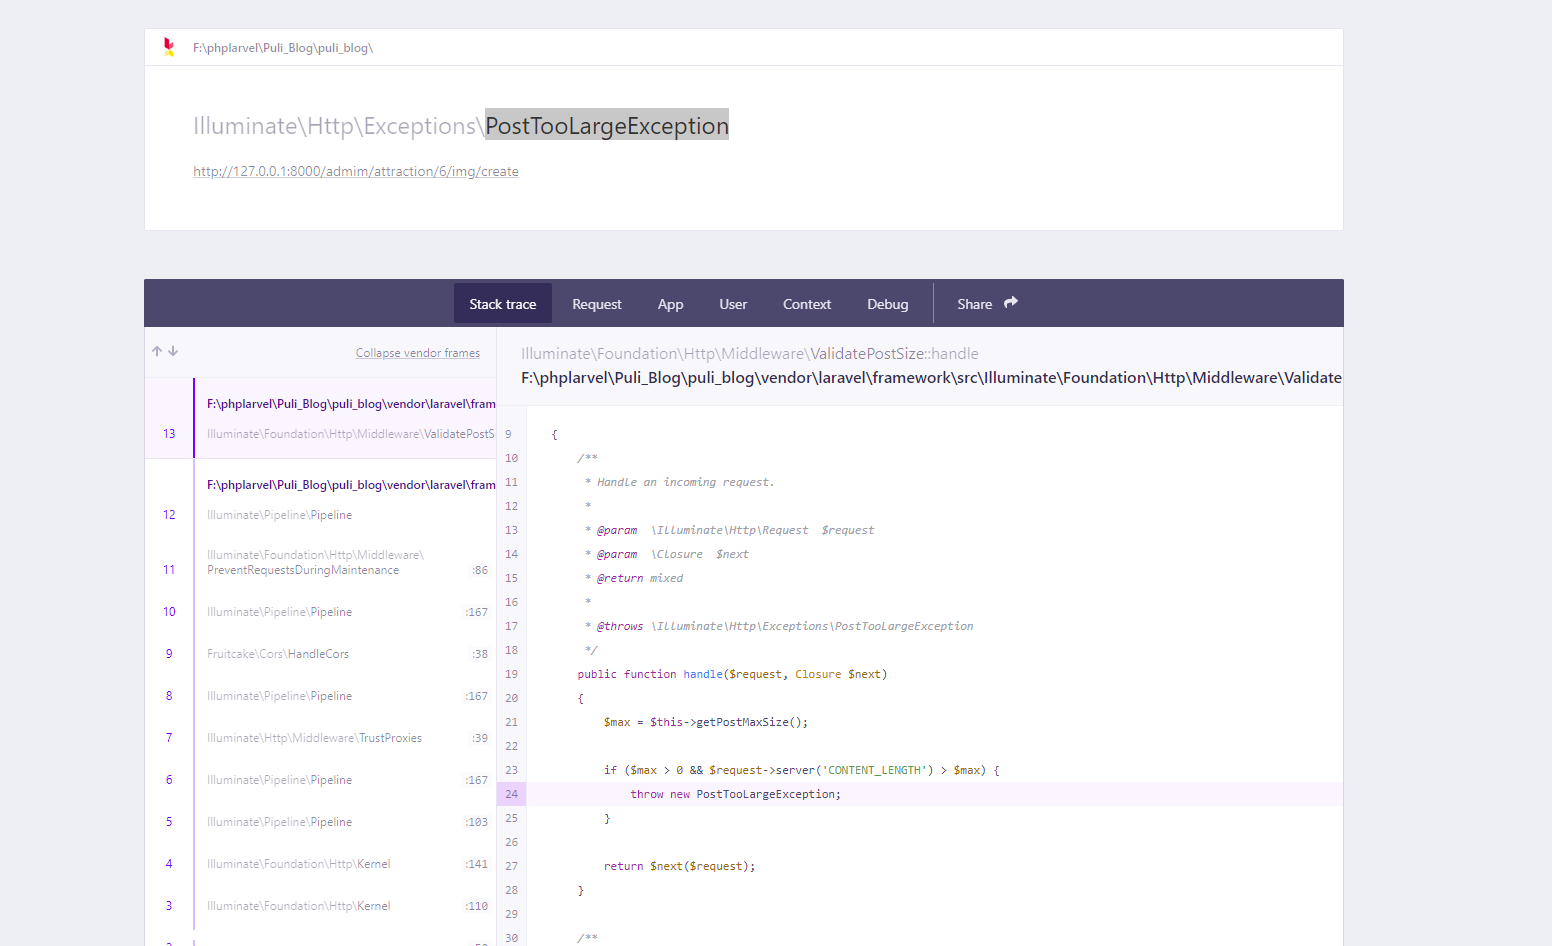 F:\phplarvel\Puli_Blog\puli_blog\
Illuminate\Http\Exceptions\PostTooLargeException
http://127.0.0.1:8000/admim/attraction/6/img/create
Stack trace Request App User Context Debug Share
Collapse vendor frames
F:\phplarvel\Puli_Blog\puli_blog\vendor\laravel\fram
13 Illuminate\Foundation\Http\Middleware\ValidatePostS
F:\phplarvel\Puli_Blog\puli_blog\vendor\laravel\fram
12 Illuminate\Pipeline\Pipeline
Illuminate\Foundation\Http\Middleware\
11 PreventRequestsDuringMaintenance :86
10 Illuminate\Pipeline\Pipeline :167
9 Fruitcake\Cors\HandleCors :38
8 Illuminate\Pipeline\Pipeline :167
7 Illuminate\Http\Middleware\TrustProxies :39
6 Illuminate\Pipeline\Pipeline :167
5 Illuminate\Pipeline\Pipeline :103
4 Illuminate\Foundation\Http\Kernel :141
3 Illuminate\Foundation\Http\Kernel :110
Illuminate\Foundation\Http\Middleware\ValidatePostSize::handle
F:\phplarvel\Puli_Blog\puli_blog\vendor\laravel\framework\src\Illuminate\Foundation\Http\Middleware\Validate
9 {
10 /**
11 * Handle an incoming request.
12 *
13 * @param \Illuminate\Http\Request $request
14 * @param \Closure $next
15 * @return mixed
16 *
17 * @throws \Illuminate\Http\Exceptions\PostTooLargeException
18 */
19 public function handle($request, Closure $next)
20 {
21 $max = $this->getPostMaxSize();
22
23 if ($max > 0 && $request->server('CONTENT_LENGTH') > $max) {
24 throw new PostTooLargeException;
25 }
26
27 return $next($request);
28 }
29
30 /**